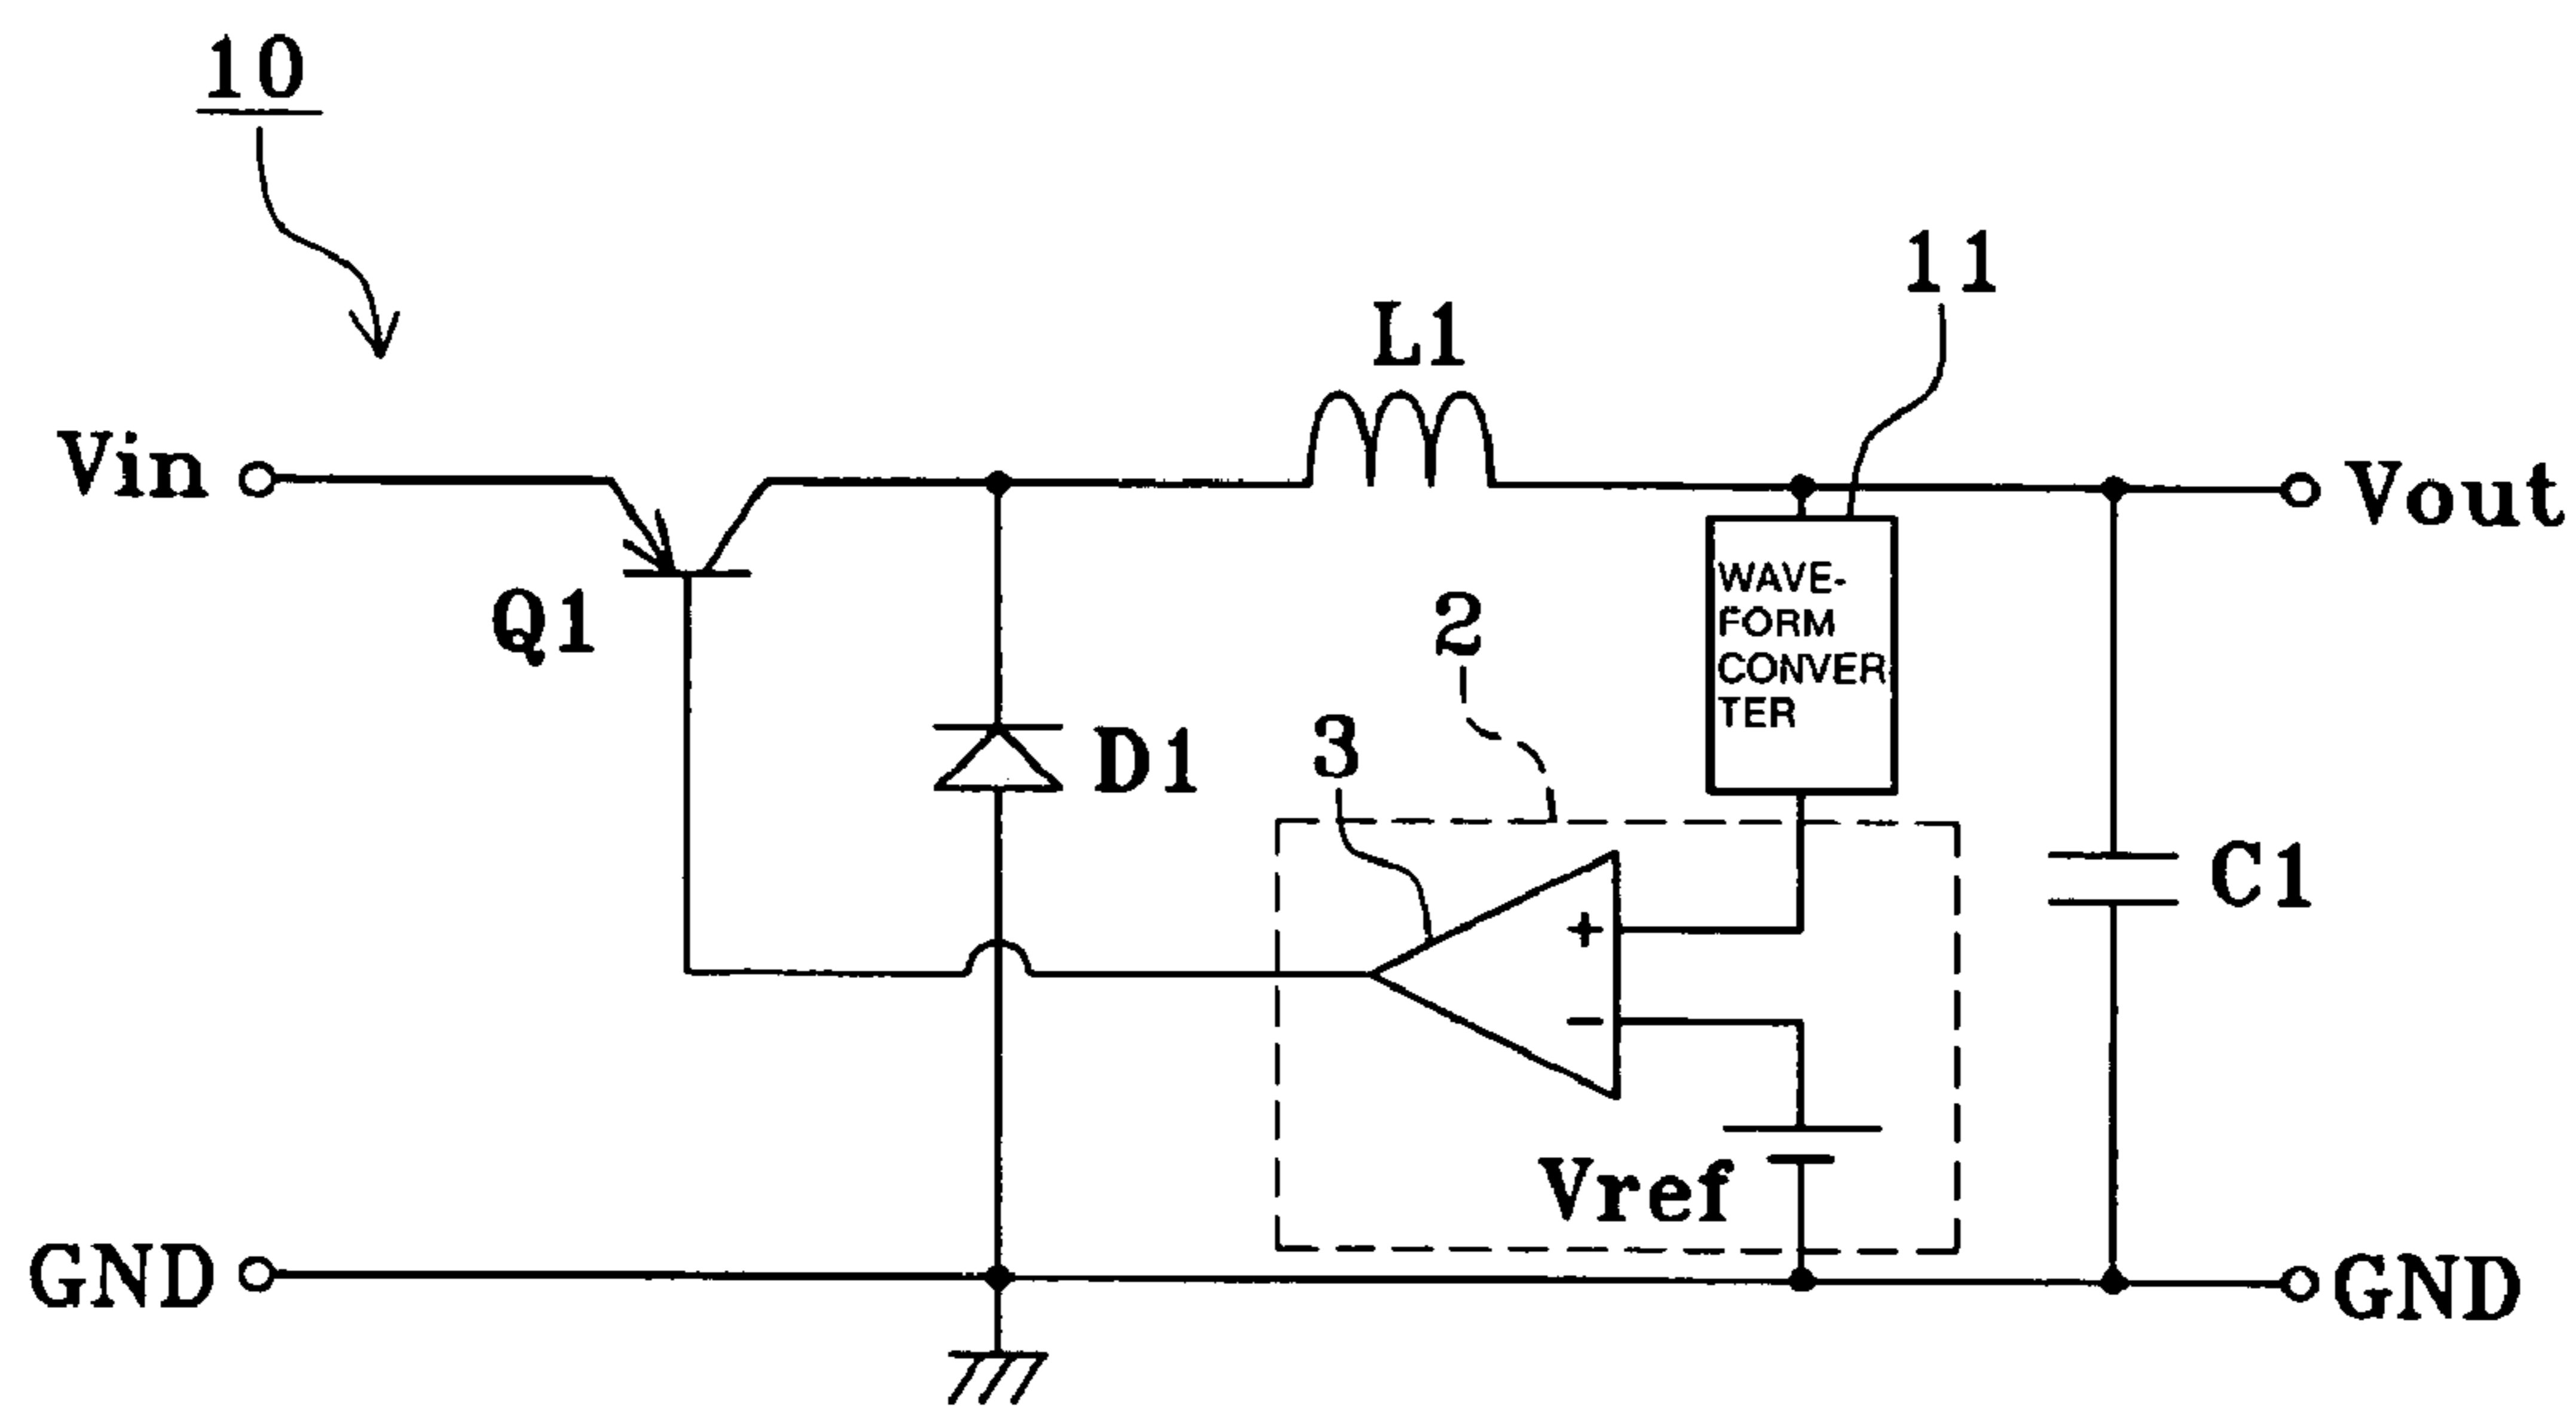 10
11
L1
Vin
Vout
Q1
WAVE-
FORM
CONVER
TER
2
3
D1
C1
+
−
Vref
GND
GND